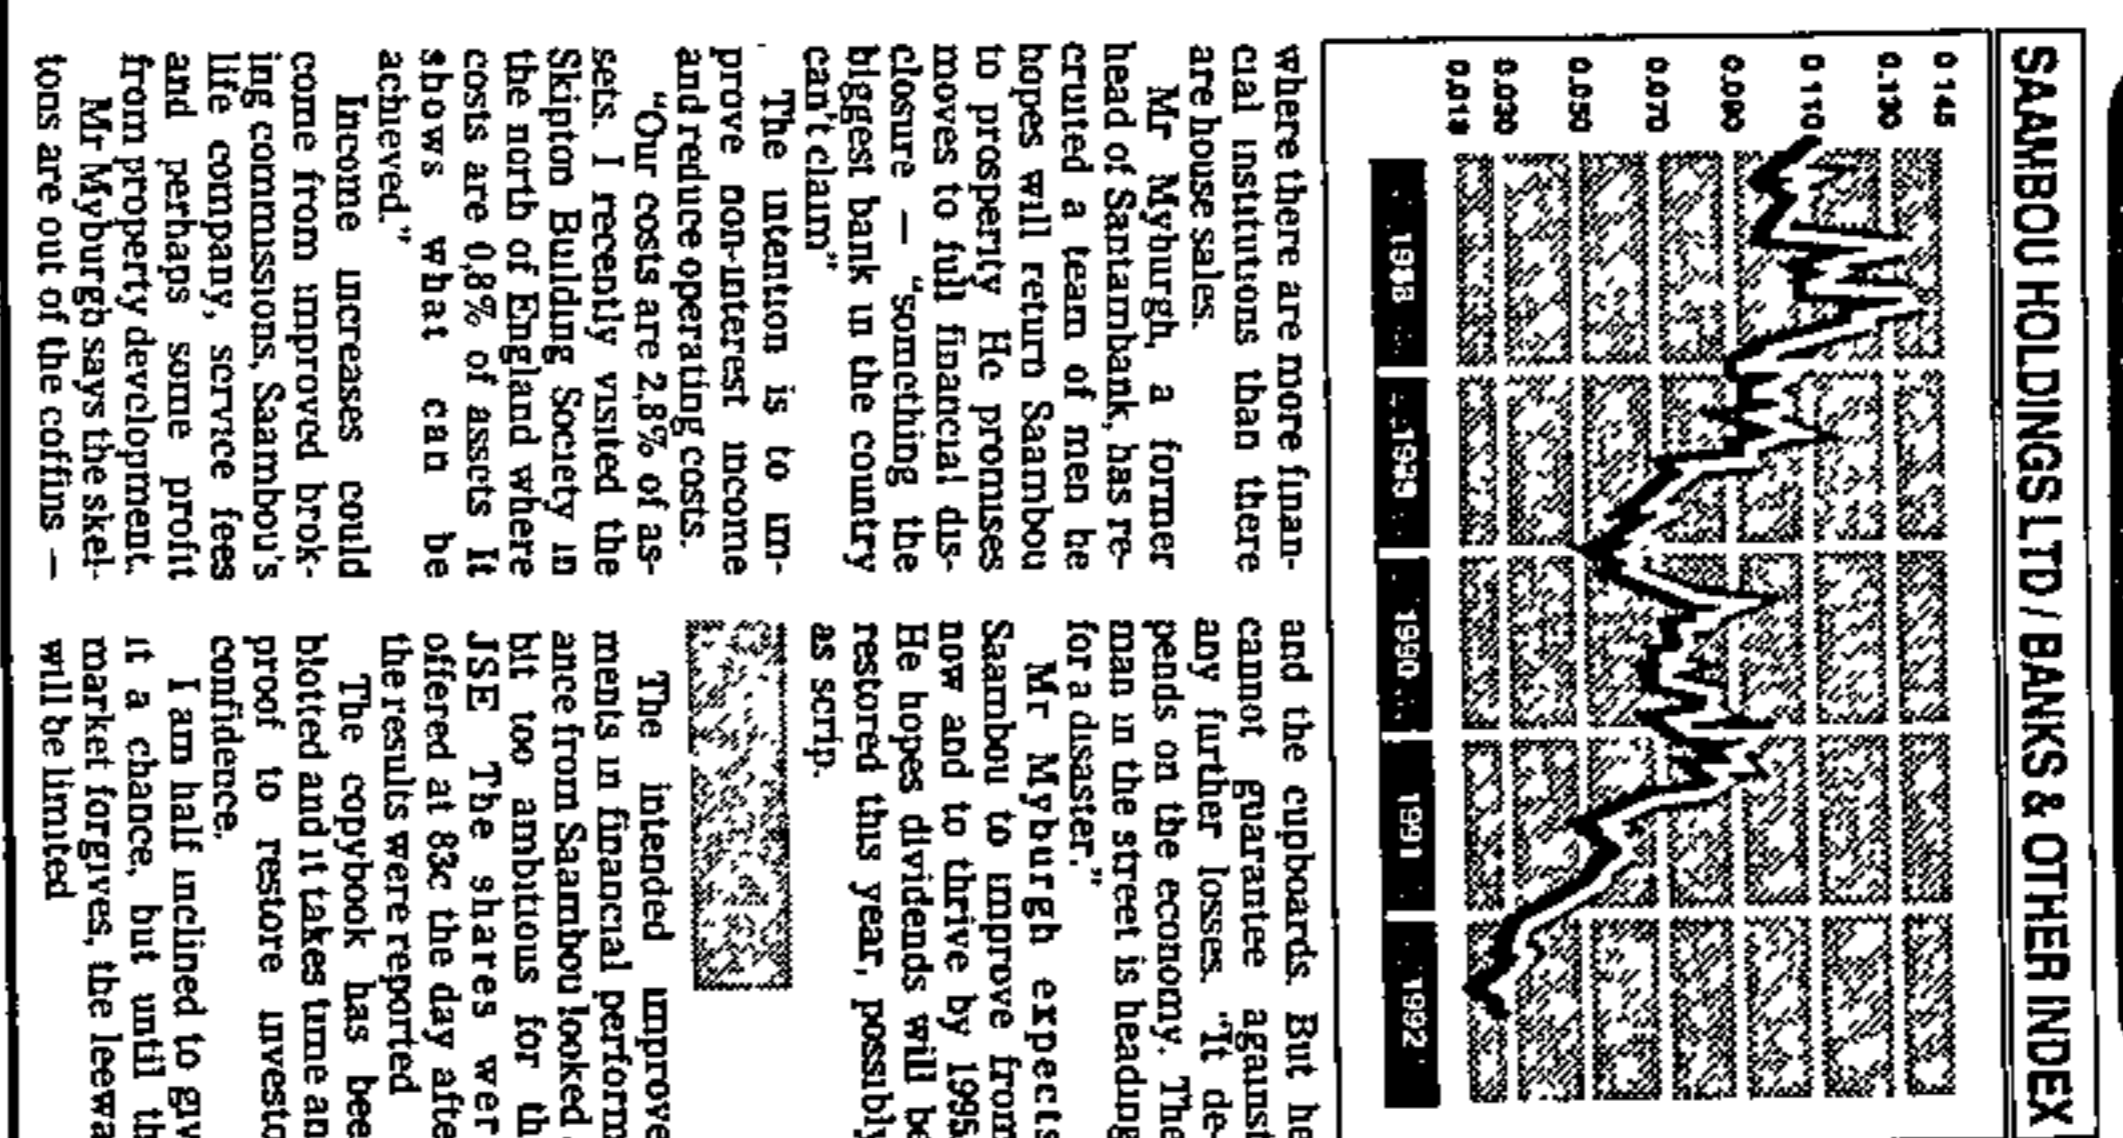 SAAMBOU HOLDINGS LTD / BANKS & OTHER INDEX
0.145
0.130
0.110
0.090
0.070
0.050
0.030
1990
1991
1992
where there are more finan-
cial institutions than there
are house sales.
Mr Myburgh, a former
head of Santambank, has re-
cruited a team of men he
hopes will return Saambou
to prosperity He promises
moves to full financial dis-
closure — "something the
biggest bank in the country
can't claim"
The intention is to im-
prove non-interest income
and reduce operating costs.
"Our costs are 2,8% of as-
sets. I recently visited the
Skipton Building Society in
the north of England where
costs are 0,8% of assets It
shows what can be
achieved."
Income increases could
come from improved brok-
ing commissions, Saambou's
life company, service fees
and perhaps some profit
from property development.
Mr Myburgh says the skel-
tons are out of the coffins —
and the cupboards. But he
cannot guarantee against
any further losses. "It de-
pends on the economy. The
man in the street is heading
for a disaster."
Mr Myburgh expects
Saambou to improve from
now and to thrive by 1995.
He hopes dividends will be
restored this year, possibly
as scrip.
The intended improve
ments in financial perform
ance from Saambou looked
bit too ambitious for th
JSE The shares wer
offered at 83c the day afte
the results were reported
The copybook has bee
blotted and it takes time an
proof to restore investo
confidence.
I am half inclined to giv
it a chance, but until th
market forgives, the leewa
will be limited